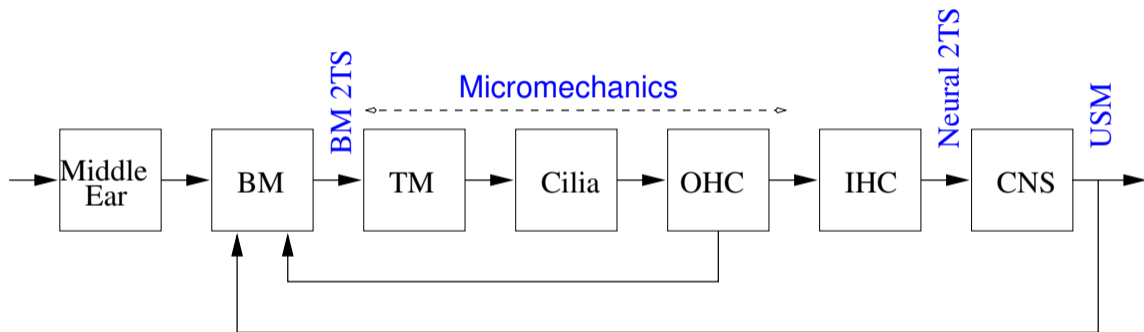 Micromechanics
BM 2TS
Neural 2TS
USM
Middle
Ear
BM
TM
Cilia
OHC
IHC
CNS